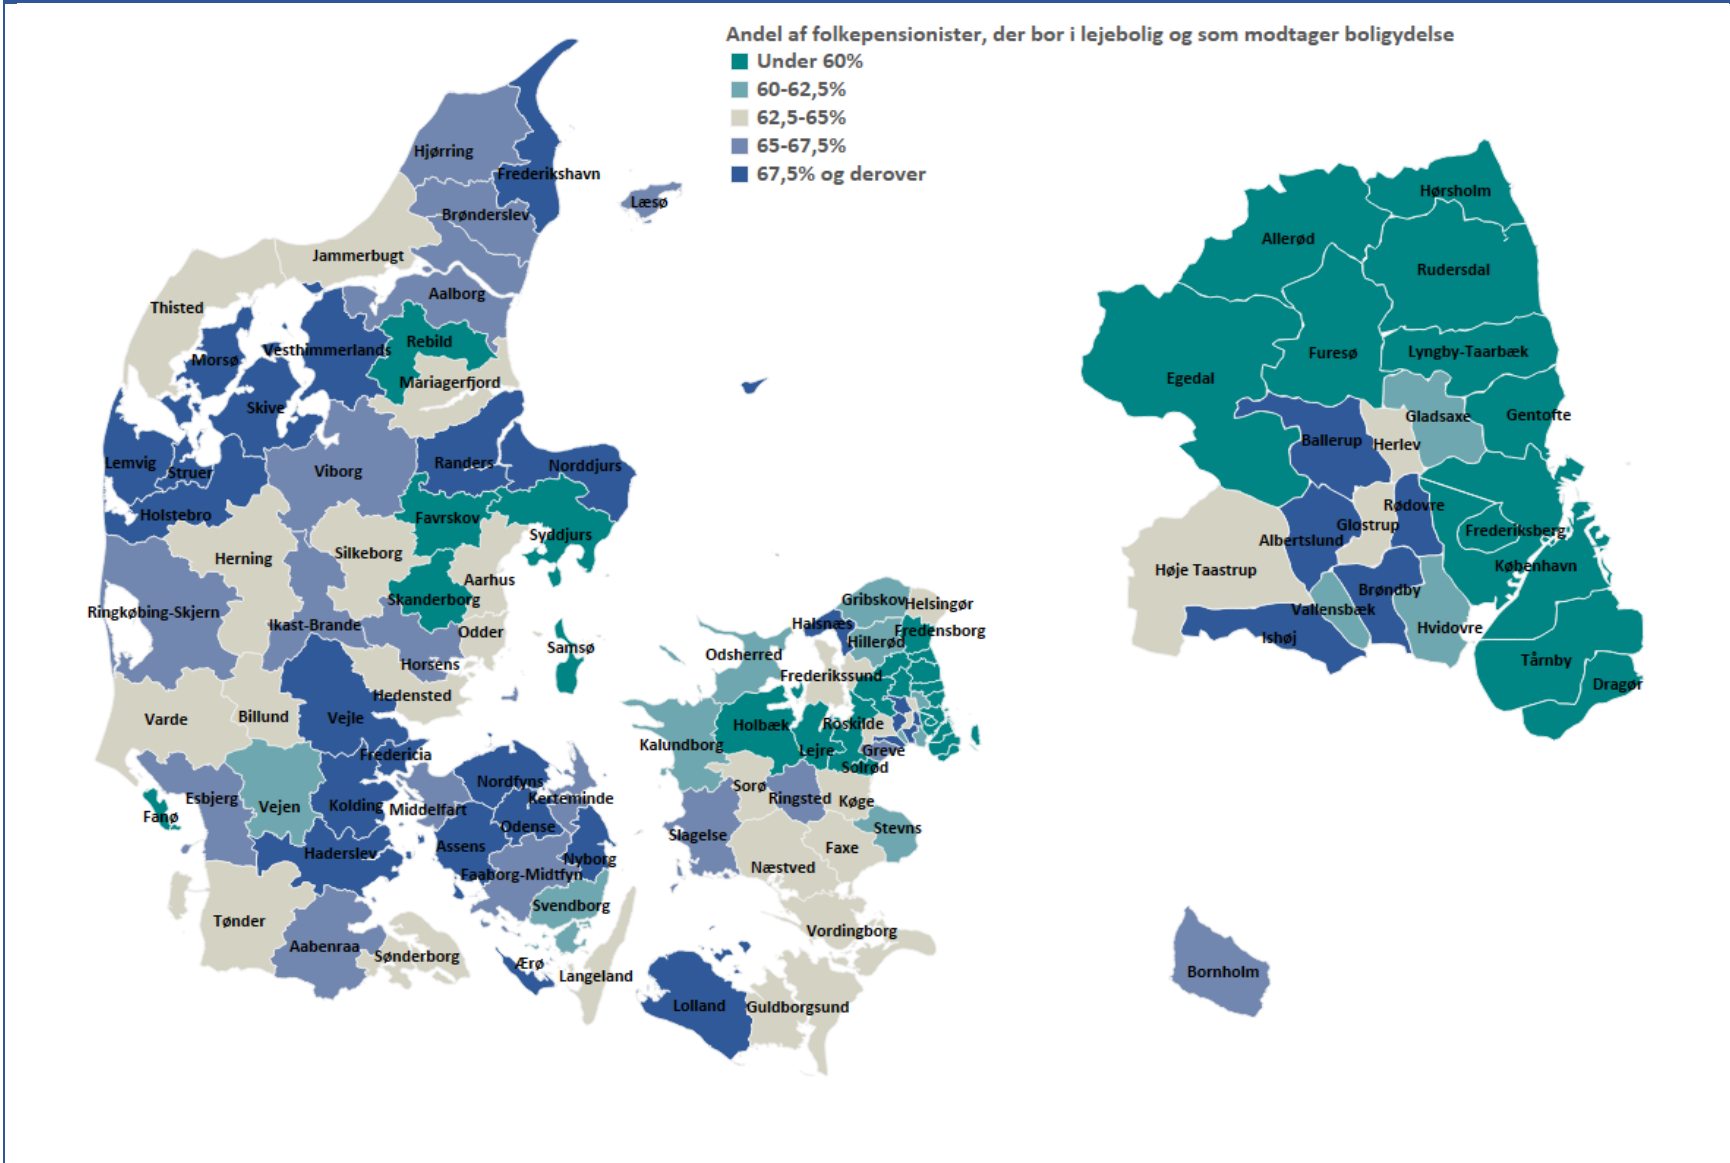 Andel af folkepensionister, der bor i lejebolig og som modtager boligydelse
Under 60%
60-62,5%
62,5-65%
65-67,5%
67,5% og derover
Hjørring
Frederikshavn
Læsø
Brønderslev
Jammerbugt
Aalborg
Thisted
Rebild
Vesthimmerlands
Morsø
Mariagerfjord
Skive
Lemvig
Struer
Viborg
Randers
Norddjurs
Holstebro
Favrskov
Syddjurs
Herning
Silkeborg
Aarhus
Skanderborg
Ringkøbing-Skjern
Ikast-Brande
Odder
Samsø
Horsens
Hedensted
Varde
Billund
Vejle
Fredericia
Esbjerg
Vejen
Kolding
Middelfart
Nordfyns
Kerteminde
Fanø
Odense
Haderslev
Assens
Nyborg
Faaborg-Midtfyn
Svendborg
Tønder
Aabenraa
Sønderborg
Ærø
Langeland
Gribskov
Helsingør
Halsnæs
Hillerød
Fredensborg
Odsherred
Frederikssund
Holbæk
Roskilde
Kalundborg
Lejre
Greve
Solrød
Sorø
Ringsted
Køge
Slagelse
Stevns
Faxe
Næstved
Vordingborg
Lolland
Guldborgsund
Hørsholm
Allerød
Rudersdal
Furesø
Lyngby-Taarbæk
Egedal
Gladsaxe
Gentofte
Ballerup
Herlev
Rødovre
Glostrup
Frederiksberg
Albertslund
Høje Taastrup
København
Brøndby
Vallensbæk
Hvidovre
Ishøj
Tårnby
Dragør
Bornholm